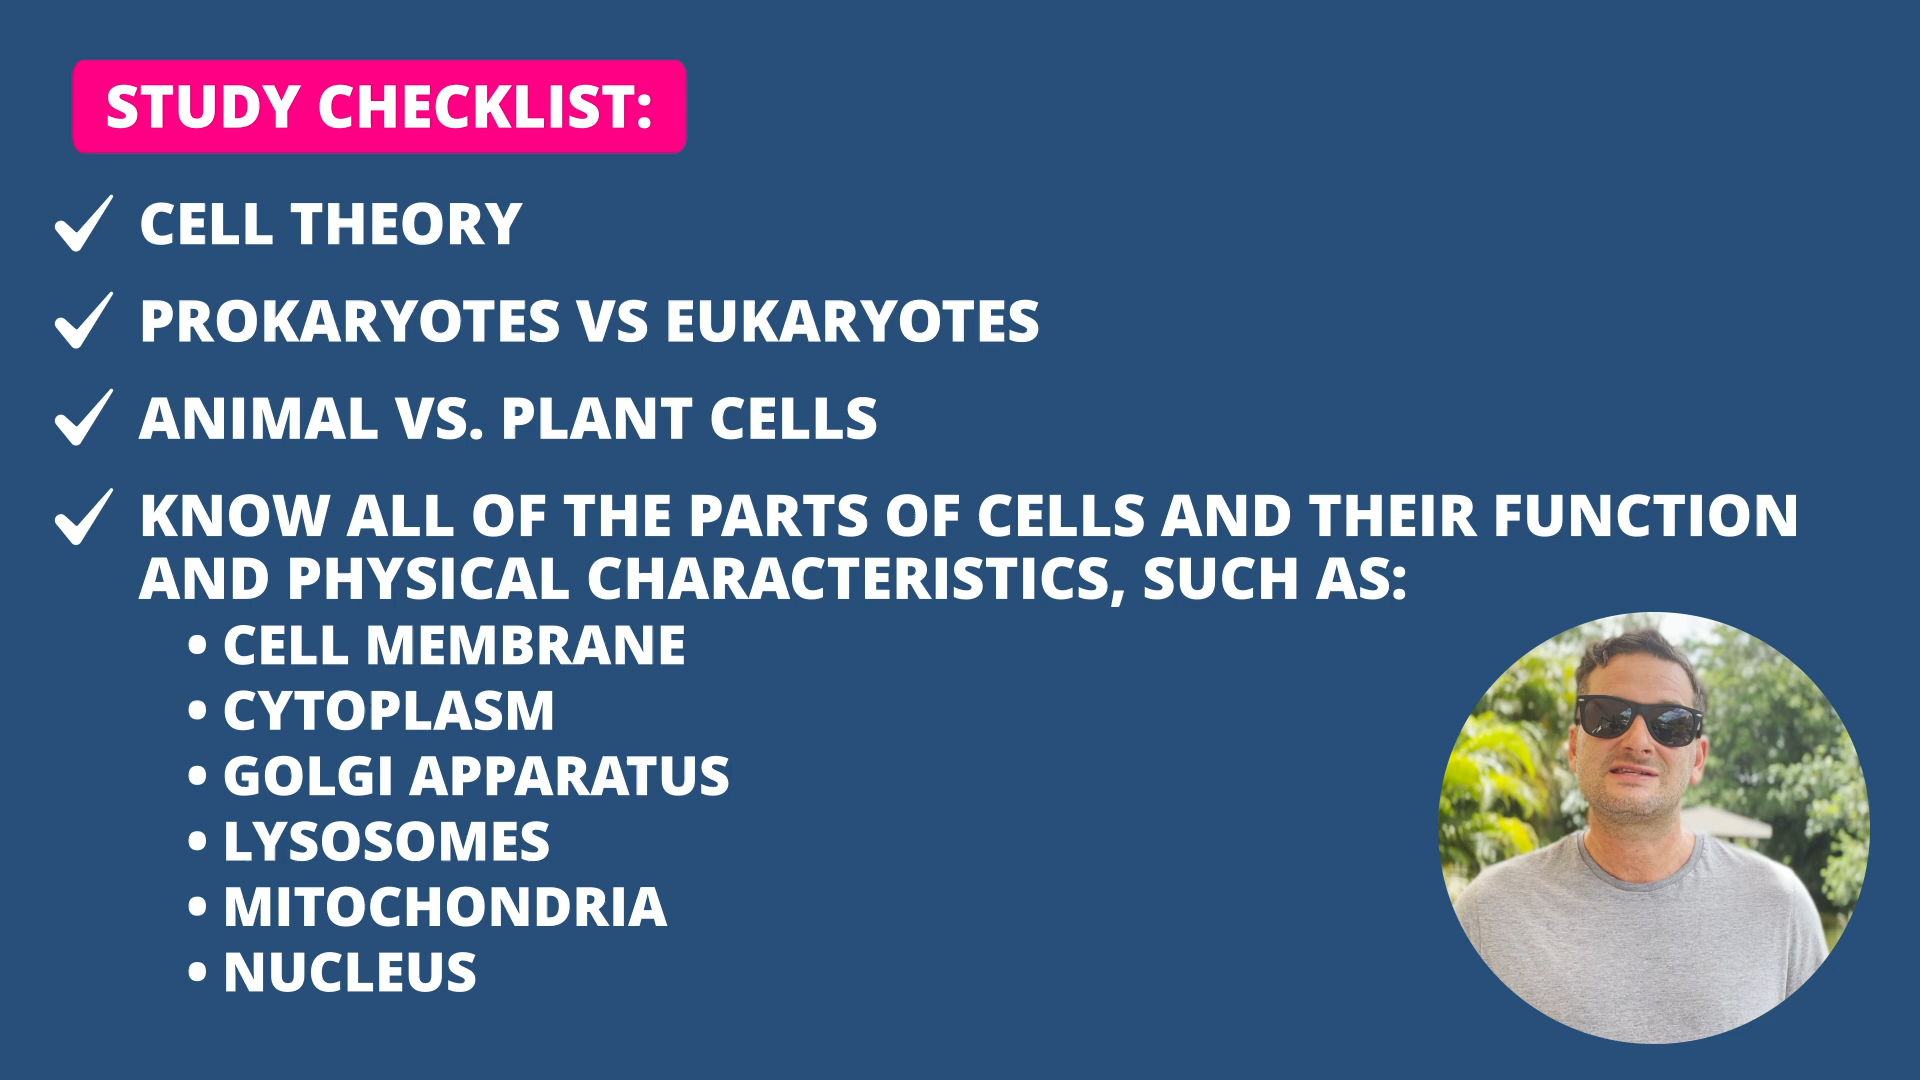 STUDY CHECKLIST:
CELL THEORY
PROKARYOTES VS EUKARYOTES
ANIMAL VS. PLANT CELLS
KNOW ALL OF THE PARTS OF CELLS AND THEIR FUNCTION
AND PHYSICAL CHARACTERISTICS, SUCH AS:
• CELL MEMBRANE
• CYTOPLASM
• GOLGI APPARATUS
• LYSOSOMES
• MITOCHONDRIA
• NUCLEUS